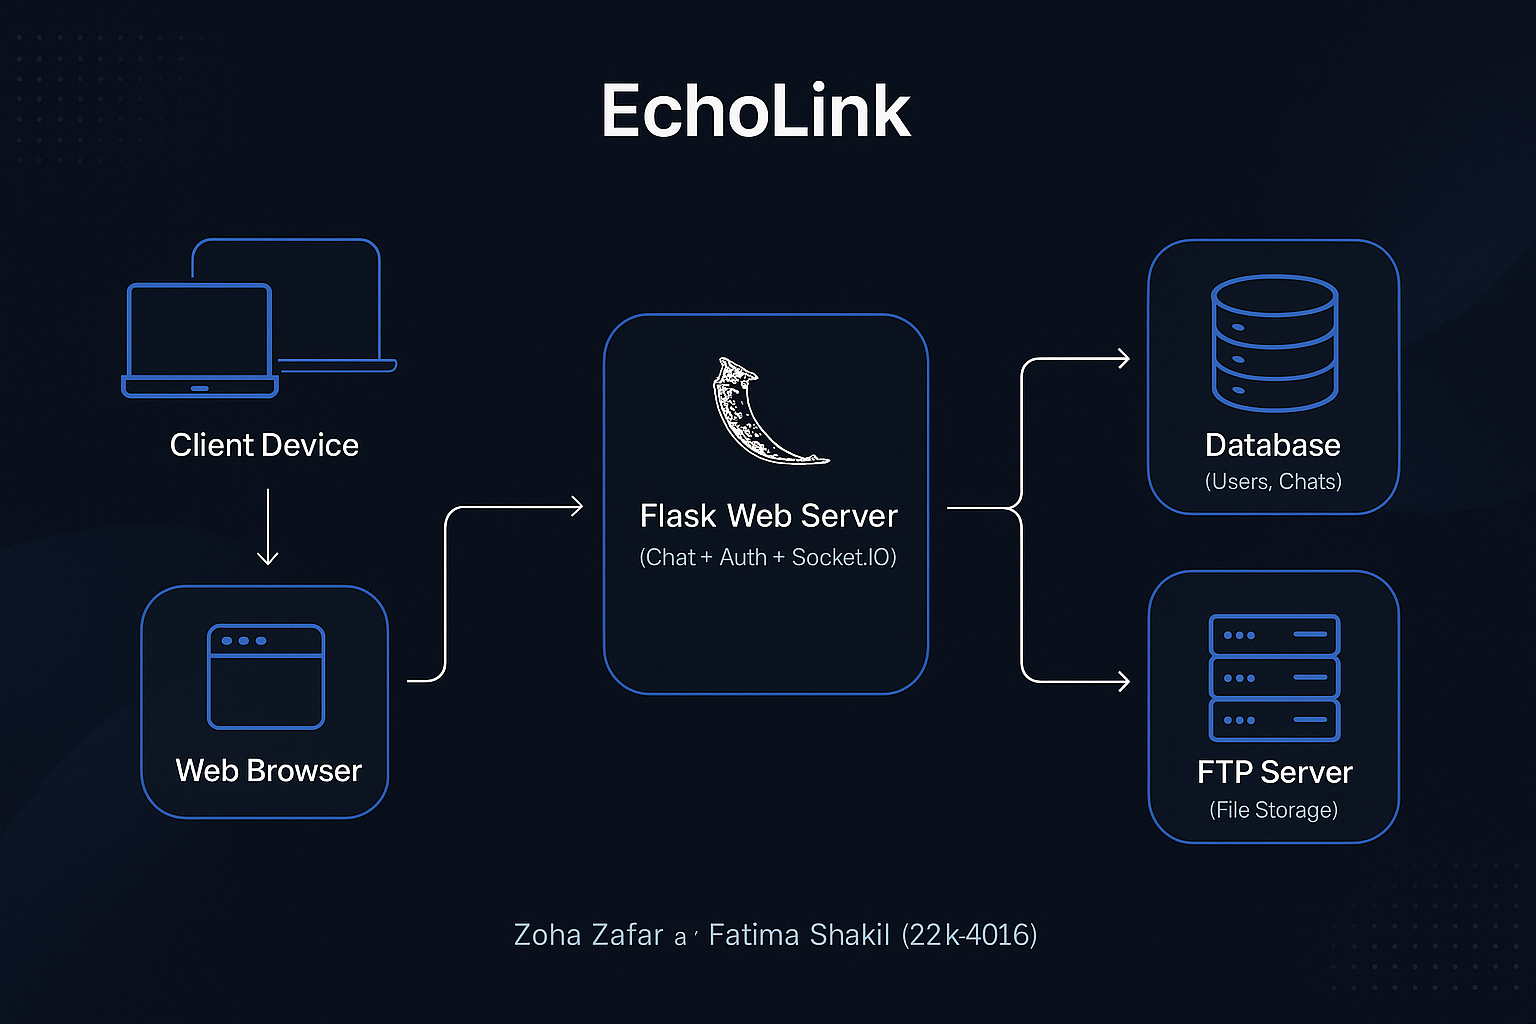 EchoLink
Client Device
Web Browser
Flask Web Server
(Chat + Auth + Socket.IO)
Database
(Users, Chats)
FTP Server
(File Storage)
Zoha Zafar a Fatima Shakil (22k-4016)